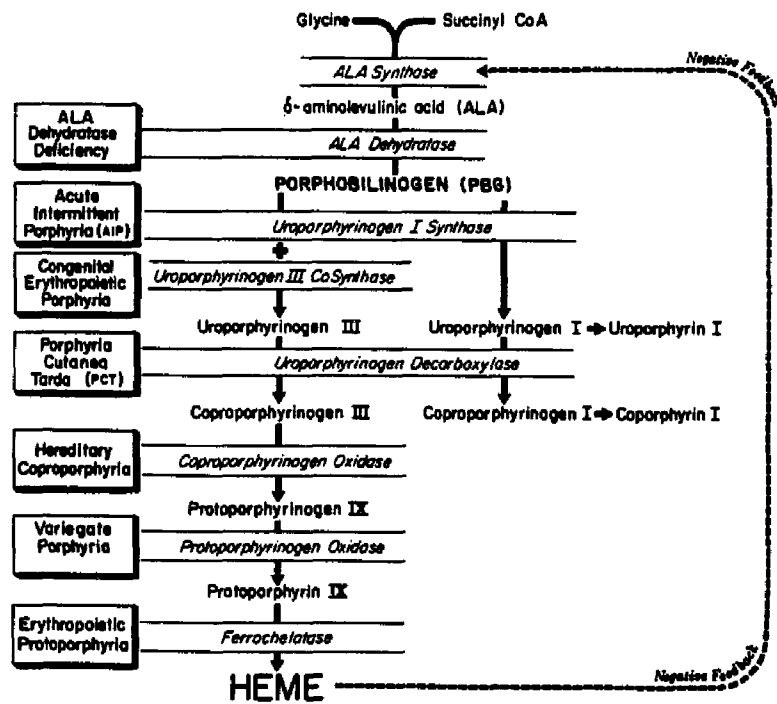 Glycine Succinyl CoA
Negative Feedback
ALA Synthase
δ-aminolevulinic acid (ALA)
ALA
Dehydratase
Deficiency
ALA Dehydratase
PORPHOBILINOGEN (PBG)
Acute
Intermittent
Porphyria (AIP)
Uroporphyrinogen I Synthase
+
Congenital
Erythropoietic
Porphyria
Uroporphyrinogen III CoSynthase
Uroporphyrinogen III Uroporphyrinogen I → Uroporphyrin I
Porphyria
Cutanea
Tarda (PCT)
Uroporphyrinogen Decarboxylase
Coproporphyrinogen III Coproporphyrinogen I → Coporphyrin I
Hereditary
Coproporphyria
Coproporphyrinogen Oxidase
Protoporphyrinogen IX
Variegate
Porphyria
Protoporphyrinogen Oxidase
Protoporphyrin IX
Erythropoietic
Protoporphyria
Ferrochelatase
HEME
Negative Feedback